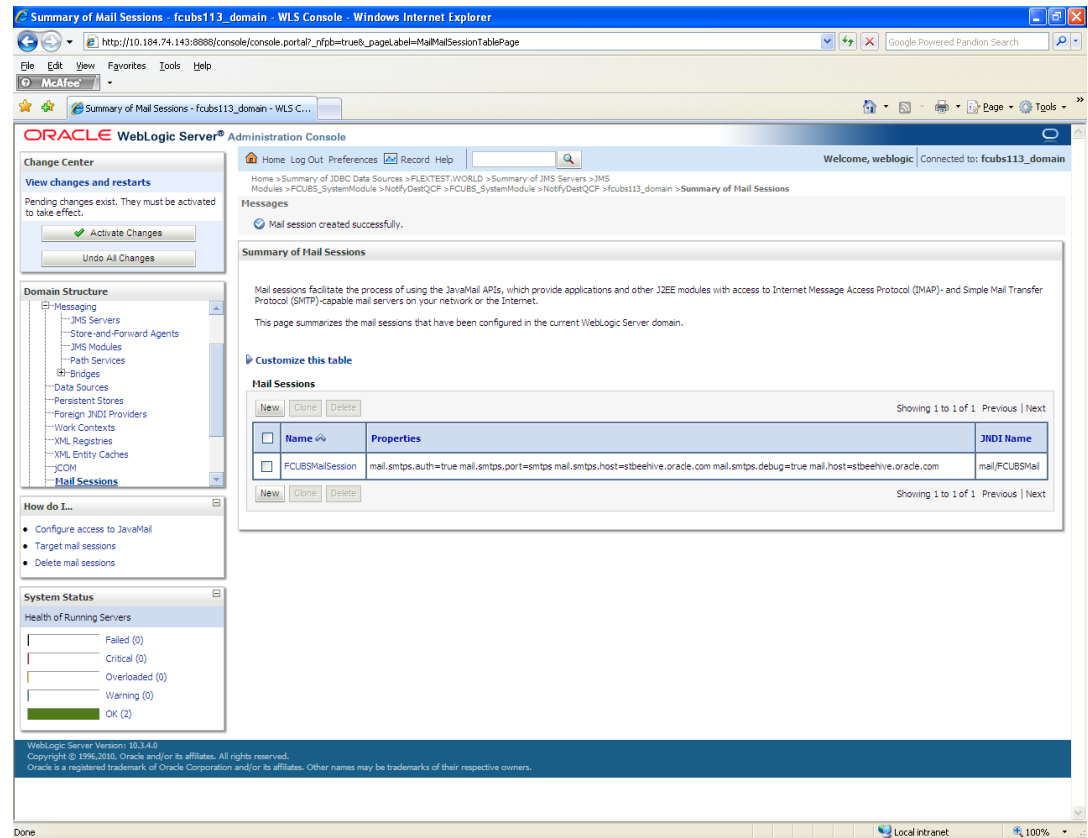 Summary of Mail Sessions - fcubs113_domain - WLS Console - Windows Internet Explorer
http://10.184.74.143:8888/console/console.portal?_nfpb=true&_pageLabel=MailMailSessionTablePage
Google Powered Pandion Search
File Edit View Favorites Tools Help
McAfee
Summary of Mail Sessions - fcubs113_domain - WLS C...
Page Tools
ORACLE WebLogic Server® Administration Console
Change Center
View changes and restarts
Pending changes exist. They must be activated
to take effect.
Activate Changes
Undo All Changes
Domain Structure
Messaging
JMS Servers
Store-and-Forward Agents
JMS Modules
Path Services
Bridges
Data Sources
Persistent Stores
Foreign JNDI Providers
Work Contexts
XML Registries
XML Entity Caches
jCOM
Mail Sessions
How do I...
Configure access to JavaMail
Target mail sessions
Delete mail sessions
System Status
Health of Running Servers
Failed (0)
Critical (0)
Overloaded (0)
Warning (0)
OK (2)
Home Log Out Preferences Record Help
Welcome, weblogic Connected to: fcubs113_domain
Home >Summary of JDBC Data Sources >FLEXTEST.WORLD >Summary of JMS Servers >JMS
Modules >FCUBS_SystemModule >NotifyDestQCF >FCUBS_SystemModule >NotifyDestQCF >fcubs113_domain >Summary of Mail Sessions
Messages
Mail session created successfully.
Summary of Mail Sessions
Mail sessions facilitate the process of using the JavaMail APIs, which provide applications and other J2EE modules with access to Internet Message Access Protocol (IMAP)- and Simple Mail Transfer
Protocol (SMTP)-capable mail servers on your network or the Internet.
This page summarizes the mail sessions that have been configured in the current WebLogic Server domain.
Customize this table
Mail Sessions
New Clone Delete Showing 1 to 1 of 1 Previous | Next
Name Properties JNDI Name
FCUBSMailSession mail.smtps.auth=true mail.smtps.port=smtps mail.smtps.host=stbeehive.oracle.com mail.smtps.debug=true mail.host=stbeehive.oracle.com mail/FCUBSMail
New Clone Delete Showing 1 to 1 of 1 Previous | Next
WebLogic Server Version: 10.3.4.0
Copyright © 1996,2010, Oracle and/or its affiliates. All rights reserved.
Oracle is a registered trademark of Oracle Corporation and/or its affiliates. Other names may be trademarks of their respective owners.
Done
Local intranet
100%